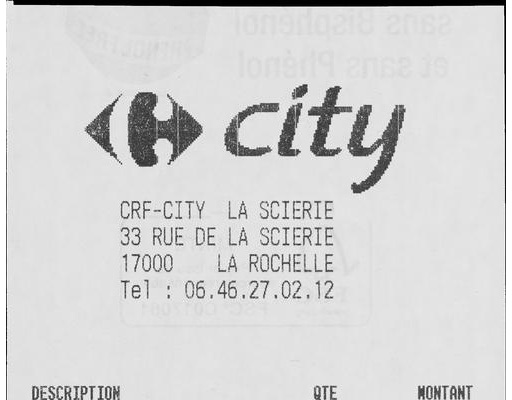 sans Bisphénol
et sans Phénol
city
CRF-CITY LA SCIERIE
33 RUE DE LA SCIERIE
17000 LA ROCHELLE
Tel : 06.46.27.02.12
DESCRIPTION QTE MONTANT